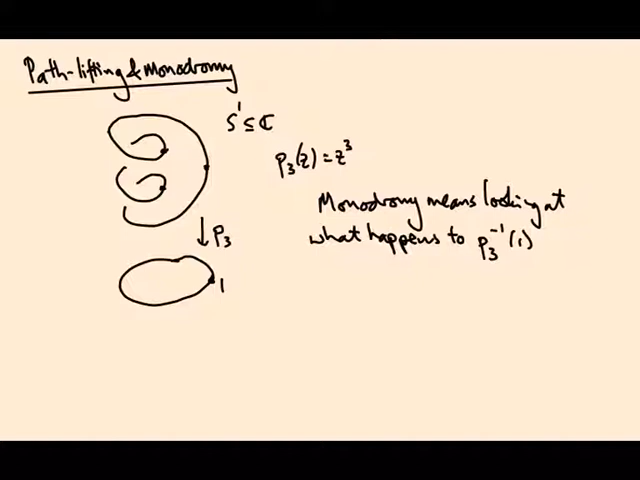 Path-lifting & Monodromy
S¹ ⊆ ℂ
p₃(z) = z³
Monodromy means looking at
what happens to p₃⁻¹(1)
↓ p₃
1